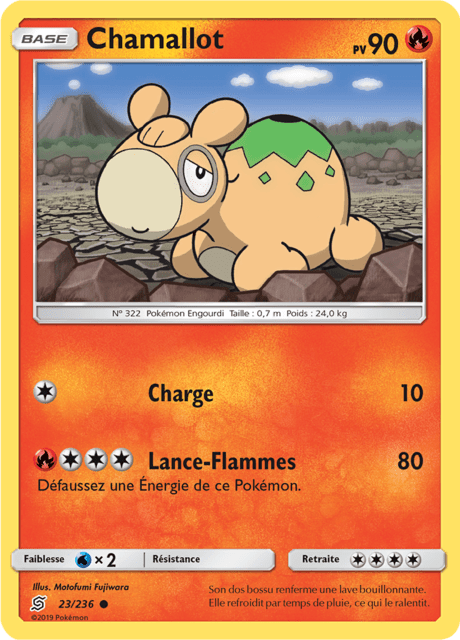 BASE Chamallot PV 90
N° 322 Pokémon Engourdi Taille : 0,7 m Poids : 24,0 kg
Charge 10
Lance-Flammes 80
Défaussez une Énergie de ce Pokémon.
Faiblesse × 2 Résistance Retraite
Illus. Motofumi Fujiwara
23/236
©2019 Pokémon
Son dos bossu renferme une lave bouillonnante.
Elle refroidit par temps de pluie, ce qui le ralentit.